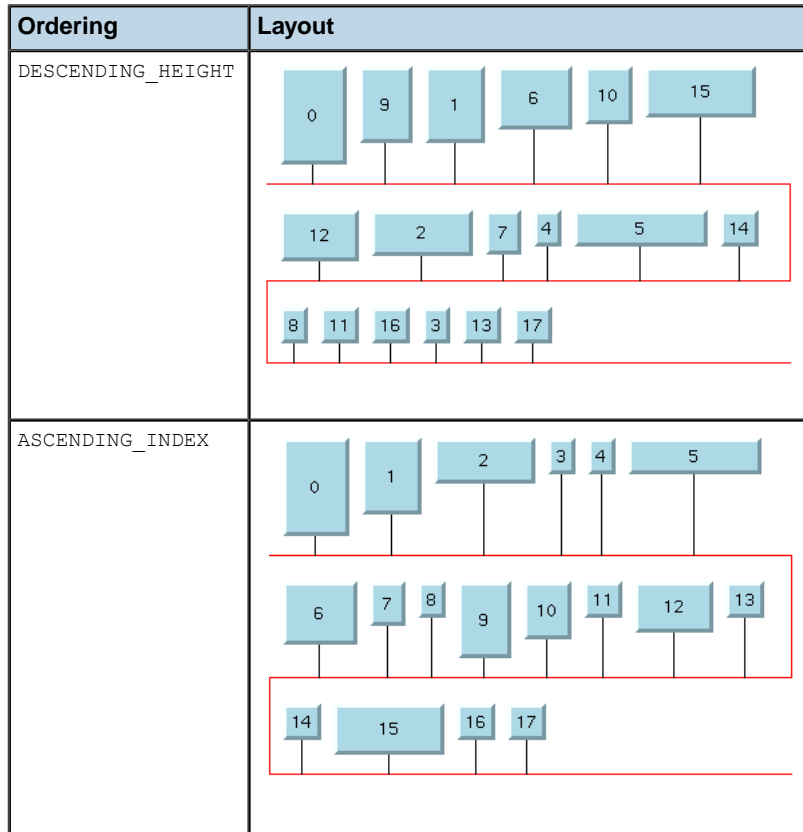 Ordering Layout
DESCENDING_HEIGHT
0 9 1 6 10 15
12 2 7 4 5 14
8 11 16 3 13 17
ASCENDING_INDEX
0 1 2 3 4 5
6 7 8 9 10 11 12 13
14 15 16 17